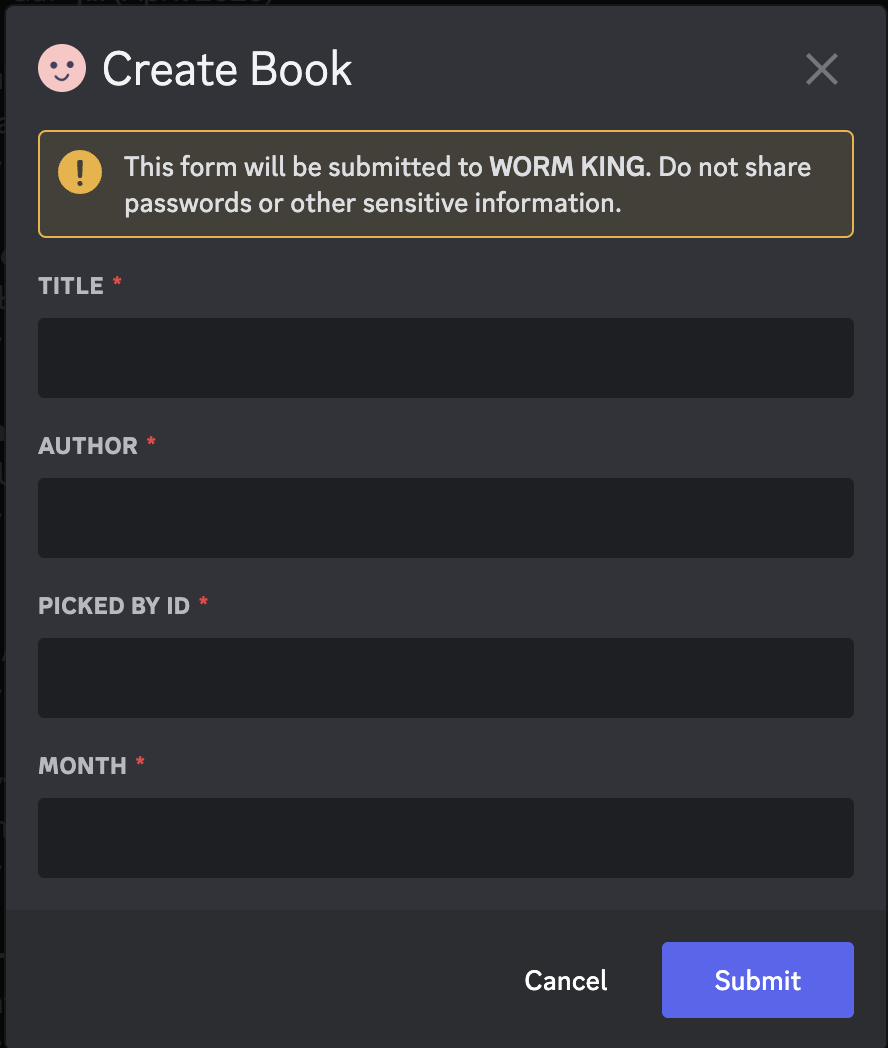 Create Book
This form will be submitted to WORM KING. Do not share
passwords or other sensitive information.
TITLE *
AUTHOR *
PICKED BY ID *
MONTH *
Cancel
Submit